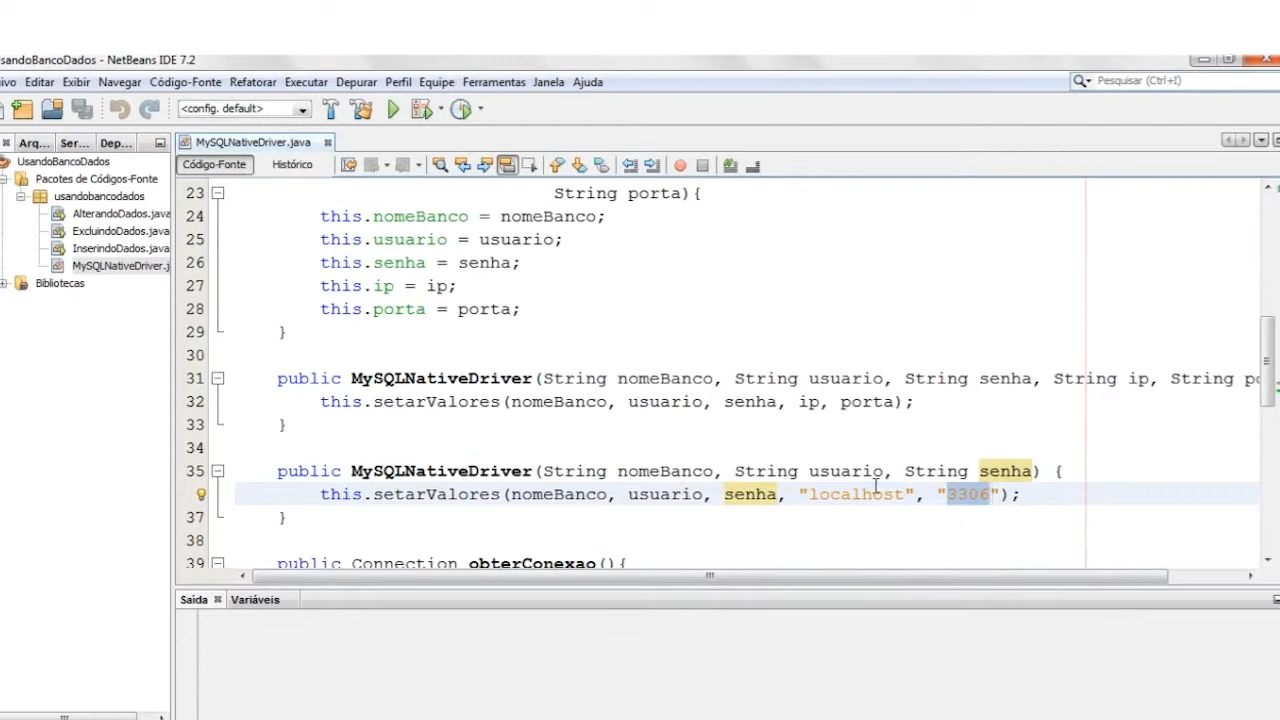 UsandoBancoDados - NetBeans IDE 7.2
Editar Exibir Navegar Código-Fonte Refatorar Executar Depurar Perfil Equipe Ferramentas Janela Ajuda
Pesquisar (Ctrl+I)
<config. default>
Arq... Ser... Dep...
MySQLNativeDriver.java
UsandoBancoDados
Pacotes de Códigos-Fonte
usandobancodados
AlterandoDados.java
ExcluindoDados.java
InserindoDados.java
MySQLNativeDriver.j
Bibliotecas
Código-Fonte Histórico
23 String porta){
24 this.nomeBanco = nomeBanco;
25 this.usuario = usuario;
26 this.senha = senha;
27 this.ip = ip;
28 this.porta = porta;
29 }
30
31 public MySQLNativeDriver(String nomeBanco, String usuario, String senha, String ip, String po
32 this.setarValores(nomeBanco, usuario, senha, ip, porta);
33 }
34
35 public MySQLNativeDriver(String nomeBanco, String usuario, String senha) {
this.setarValores(nomeBanco, usuario, senha, "localhost", "3306");
37 }
38
39 public Connection obterConexao(){
Saída Variáveis